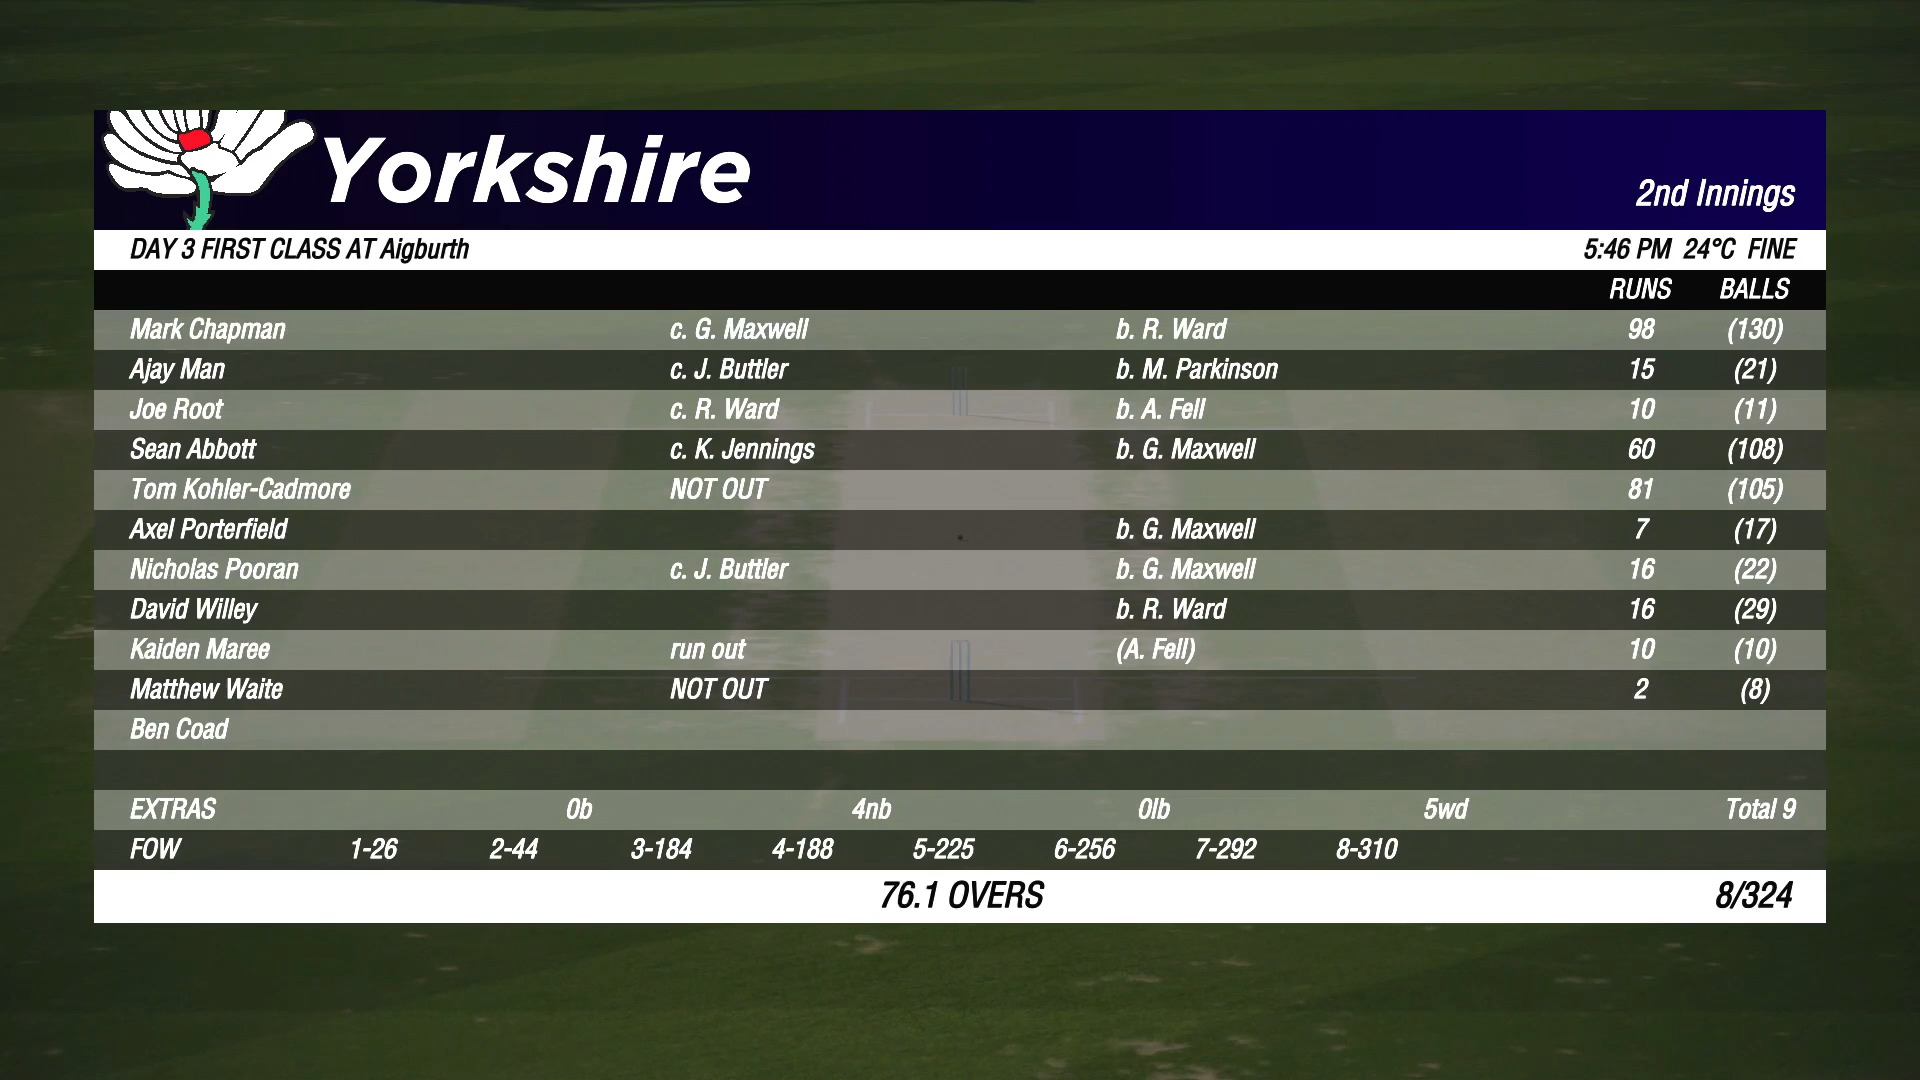 Yorkshire
2nd Innings
DAY 3 FIRST CLASS AT Aigburth 5:46 PM 24°C FINE
RUNS BALLS
Mark Chapman c. G. Maxwell b. R. Ward 98 (130)
Ajay Man c. J. Buttler b. M. Parkinson 15 (21)
Joe Root c. R. Ward b. A. Fell 10 (11)
Sean Abbott c. K. Jennings b. G. Maxwell 60 (108)
Tom Kohler-Cadmore NOT OUT 81 (105)
Axel Porterfield b. G. Maxwell 7 (17)
Nicholas Pooran c. J. Buttler b. G. Maxwell 16 (22)
David Willey b. R. Ward 16 (29)
Kaiden Maree run out (A. Fell) 10 (10)
Matthew Waite NOT OUT 2 (8)
Ben Coad
EXTRAS 0b 4nb 0lb 5wd Total 9
FOW 1-26 2-44 3-184 4-188 5-225 6-256 7-292 8-310
76.1 OVERS 8/324